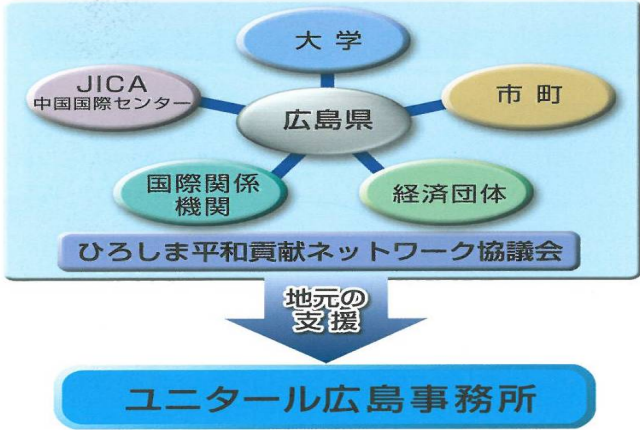 大学
JICA
中国国際センター
市町
広島県
国際関係
機関
経済団体
ひろしま平和貢献ネットワーク協議会
地元の
支援
ユニタール広島事務所